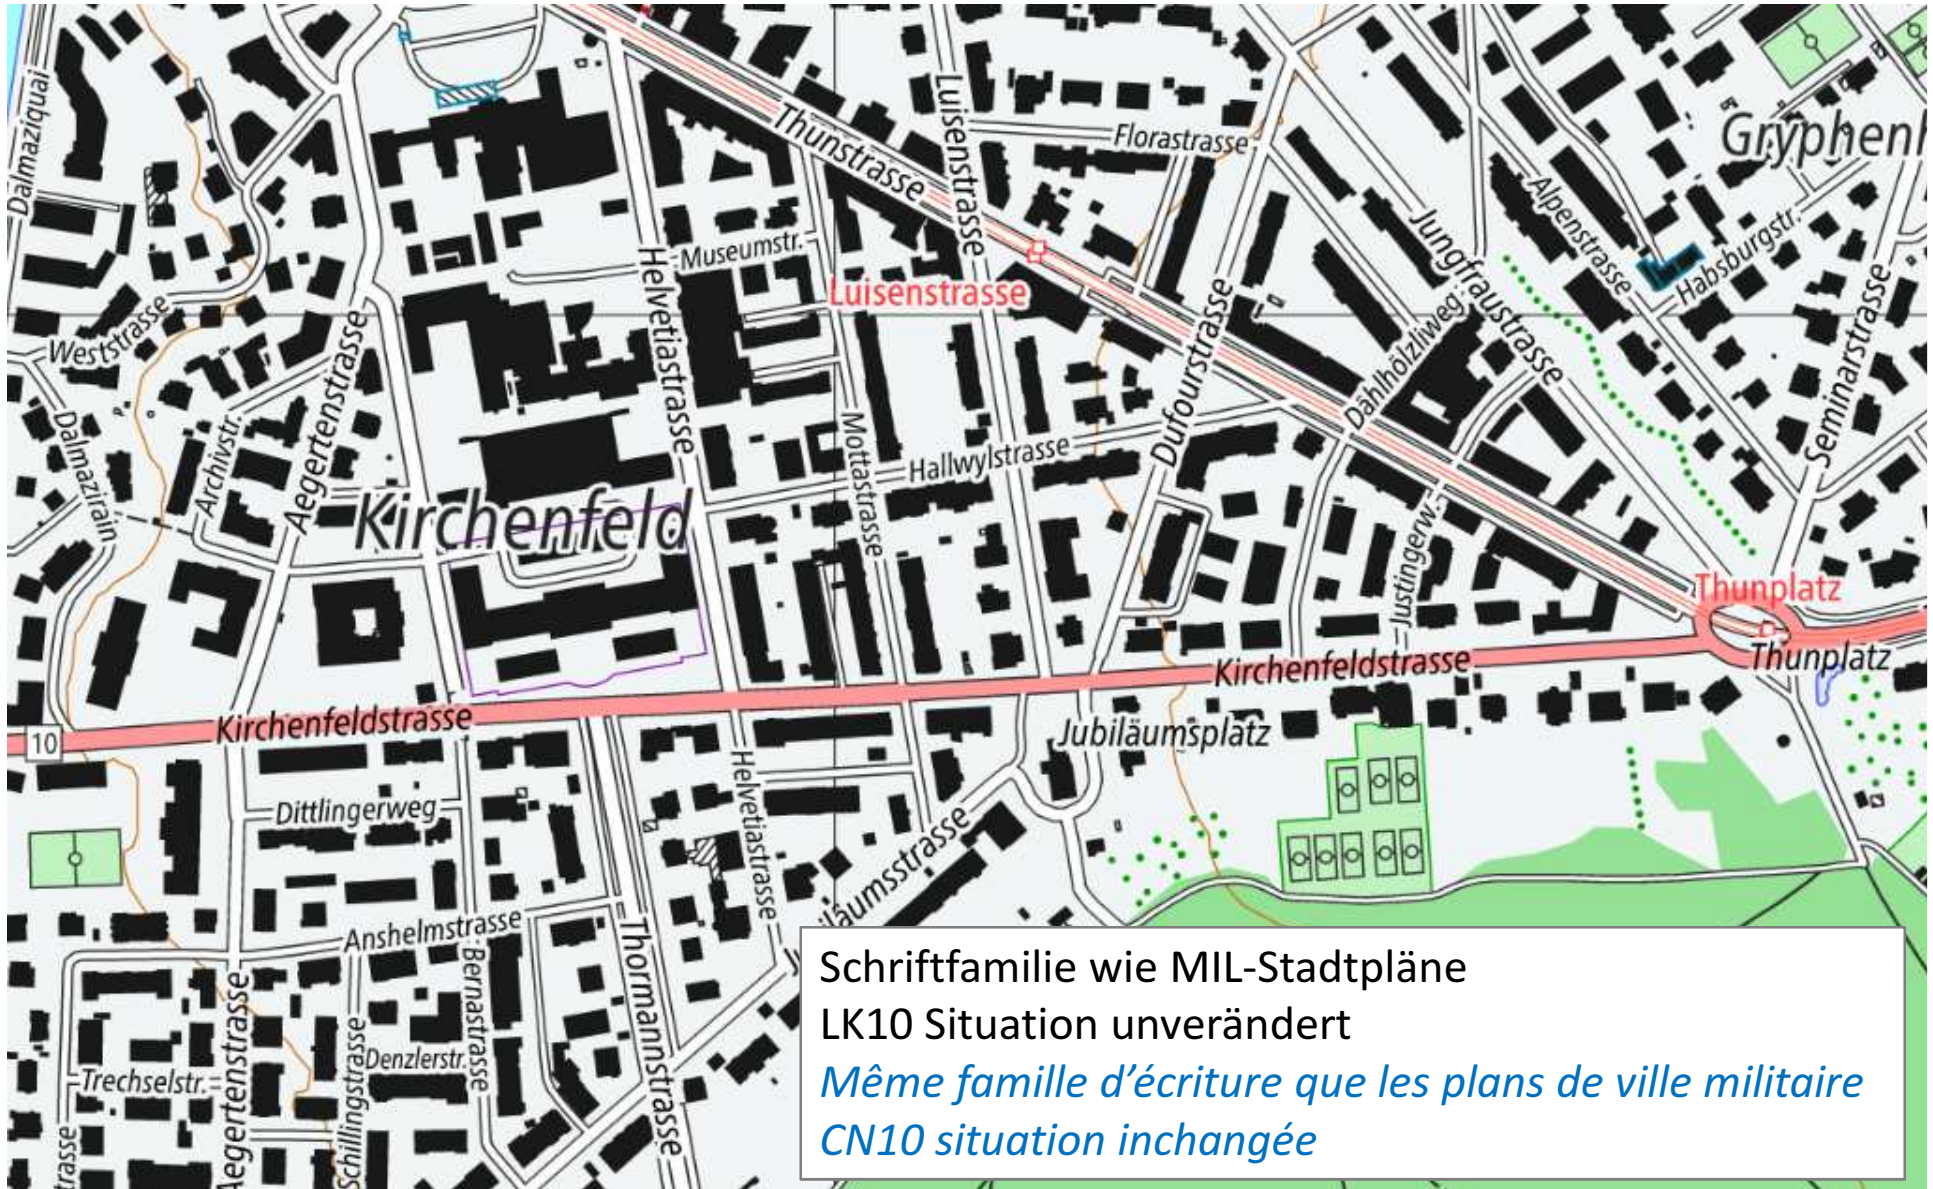 Dalmaziquai
Luisenstrasse
Thunstrasse
Florastrasse
Gryphenh
Alpenstrasse
Habsburgstr.
Museumstr.
Helvetiastrasse
Luisenstrasse
Jungfraustrasse
Seminarstrasse
Weststrasse
Aegertenstrasse
Dufourstrasse
Dählhölzliweg
Dalmazirain
Archivstr.
Mottastrasse
Hallwylstrasse
Kirchenfeld
Justingerw.
Thunplatz
Thunplatz
Kirchenfeldstrasse
Kirchenfeldstrasse
10
Jubiläumsplatz
Helvetiastrasse
Dittlingerweg
Anshelmstrasse
Bernastrasse
Thormannstrasse
Aegertenstrasse
Schillingstrasse
Denzlerstr.
Trechselstr.
trasse
J
iläumsstrasse
Schriftfamilie wie MIL-Stadtpläne
LK10 Situation unverändert
Même famille d’écriture que les plans de ville militaire
CN10 situation inchangée